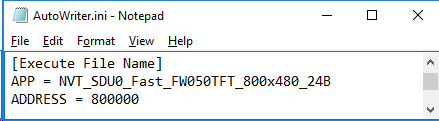 AutoWriter.ini - Notepad
File Edit Format View Help
[Execute File Name]
APP = NVT_SDU0_Fast_FW050TFT_800x480_24B
ADDRESS = 800000